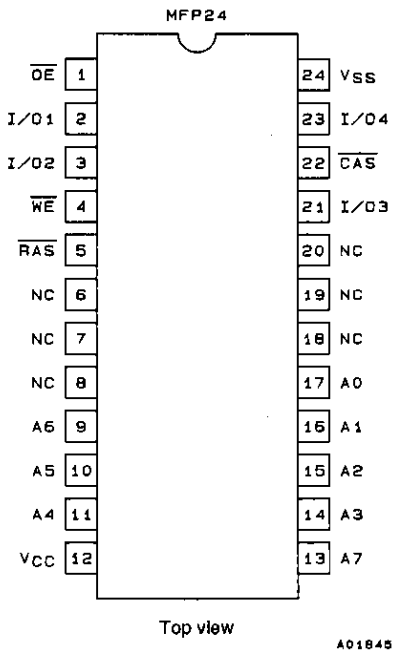 MFP24
OE 1 24 VSS
I/O1 2 23 I/O4
I/O2 3 22 CAS
WE 4 21 I/O3
RAS 5 20 NC
NC 6 19 NC
NC 7 18 NC
NC 8 17 A0
A6 9 16 A1
A5 10 15 A2
A4 11 14 A3
VCC 12 13 A7
Top view
A01845